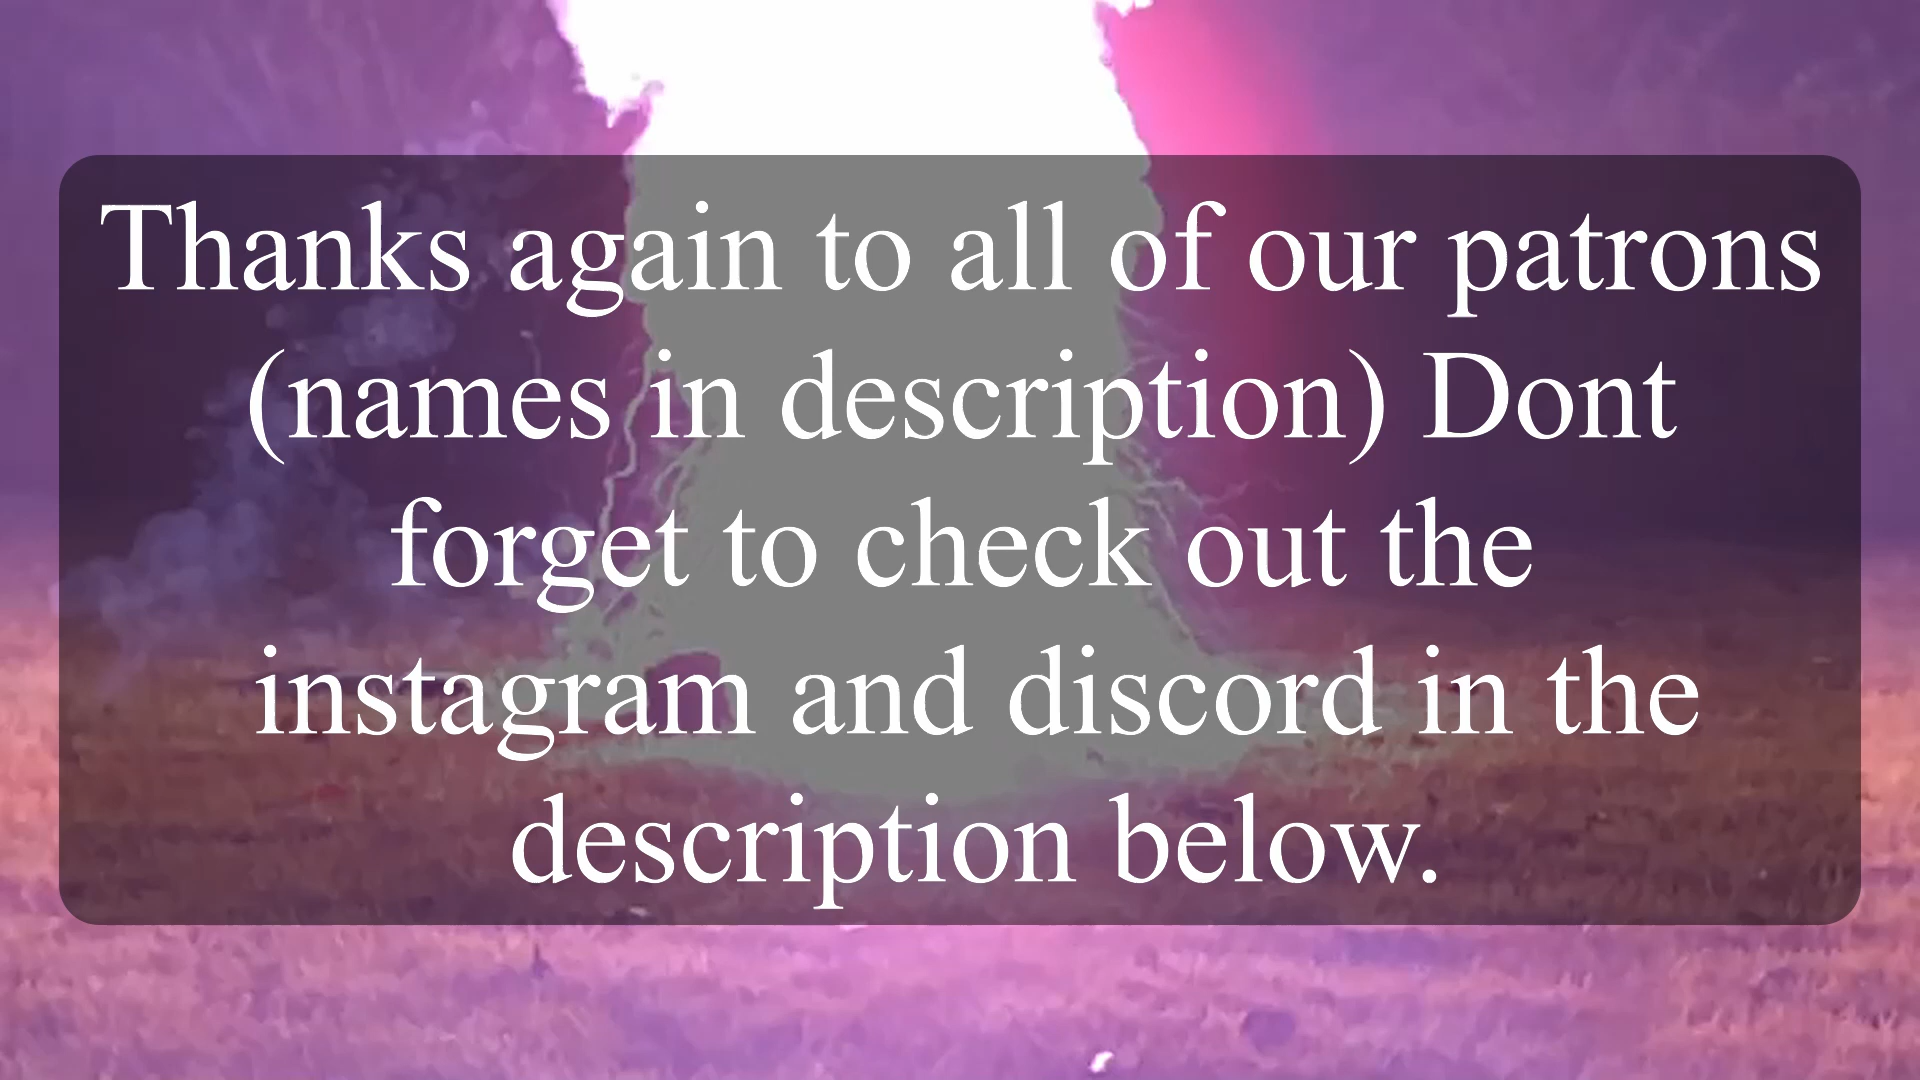 Thanks again to all of our patrons
(names in description) Dont
forget to check out the
instagram and discord in the
description below.